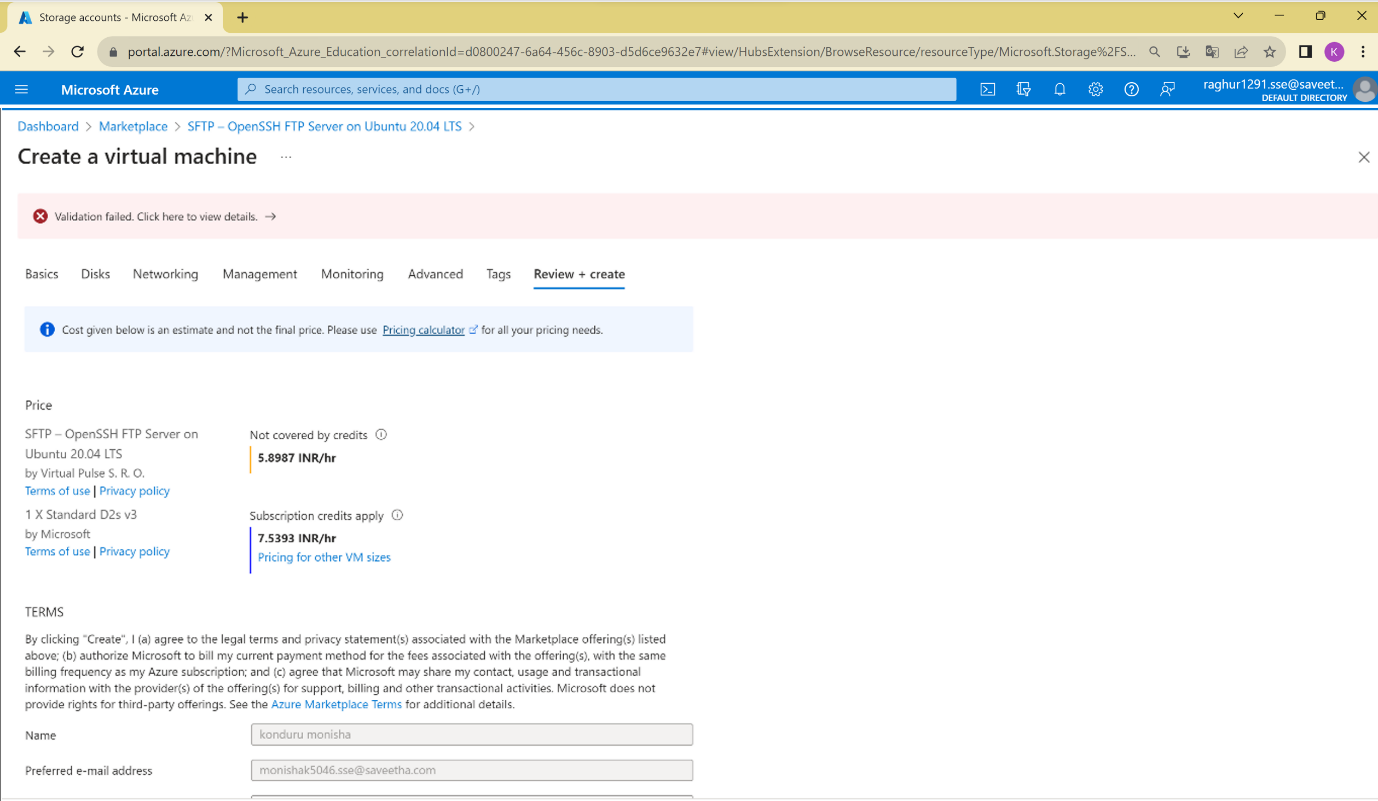 Storage accounts - Microsoft Az
portal.azure.com/?Microsoft_Azure_Education_correlationId=d0800247-6a64-456c-8903-d5d6ce9632e7#view/HubsExtension/BrowseResource/resourceType/Microsoft.Storage%2FS...
K
Microsoft Azure
Search resources, services, and docs (G+/)
raghur1291.sse@saveet...
DEFAULT DIRECTORY
Dashboard > Marketplace > SFTP – OpenSSH FTP Server on Ubuntu 20.04 LTS >
Create a virtual machine ...
Validation failed. Click here to view details. →
Basics Disks Networking Management Monitoring Advanced Tags Review + create
Cost given below is an estimate and not the final price. Please use Pricing calculator for all your pricing needs.
Price
SFTP – OpenSSH FTP Server on
Ubuntu 20.04 LTS
by Virtual Pulse S. R. O.
Terms of use | Privacy policy
Not covered by credits
5.8987 INR/hr
1 X Standard D2s v3
by Microsoft
Terms of use | Privacy policy
Subscription credits apply
7.5393 INR/hr
Pricing for other VM sizes
TERMS
By clicking "Create", I (a) agree to the legal terms and privacy statement(s) associated with the Marketplace offering(s) listed
above; (b) authorize Microsoft to bill my current payment method for the fees associated with the offering(s), with the same
billing frequency as my Azure subscription; and (c) agree that Microsoft may share my contact, usage and transactional
information with the provider(s) of the offering(s) for support, billing and other transactional activities. Microsoft does not
provide rights for third-party offerings. See the Azure Marketplace Terms for additional details.
Name
konduru monisha
Preferred e-mail address
monishak5046.sse@saveetha.com